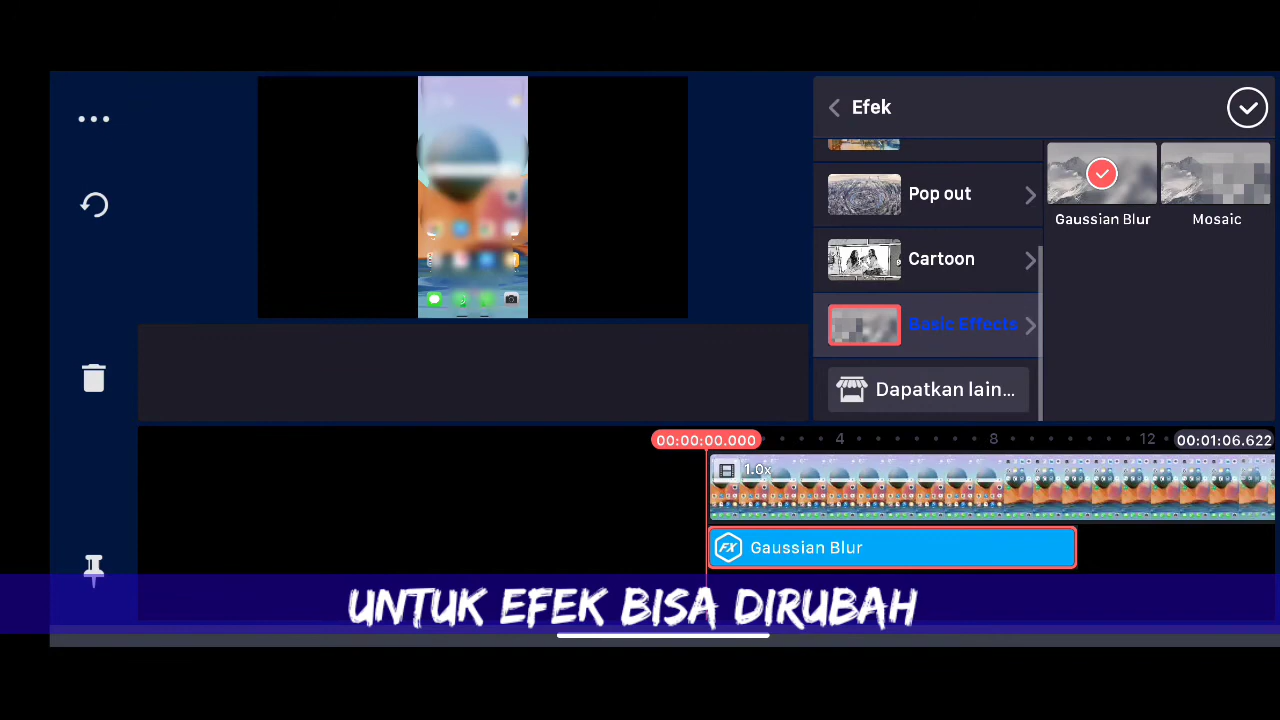 Efek
Pop out
Cartoon
Basic Effects
Dapatkan lain...
Gaussian Blur
Mosaic
00:00:00.000
4
8
12
00:01:06.622
1.0x
FX
Gaussian Blur
UNTUK EFEK BISA DIRUBAH